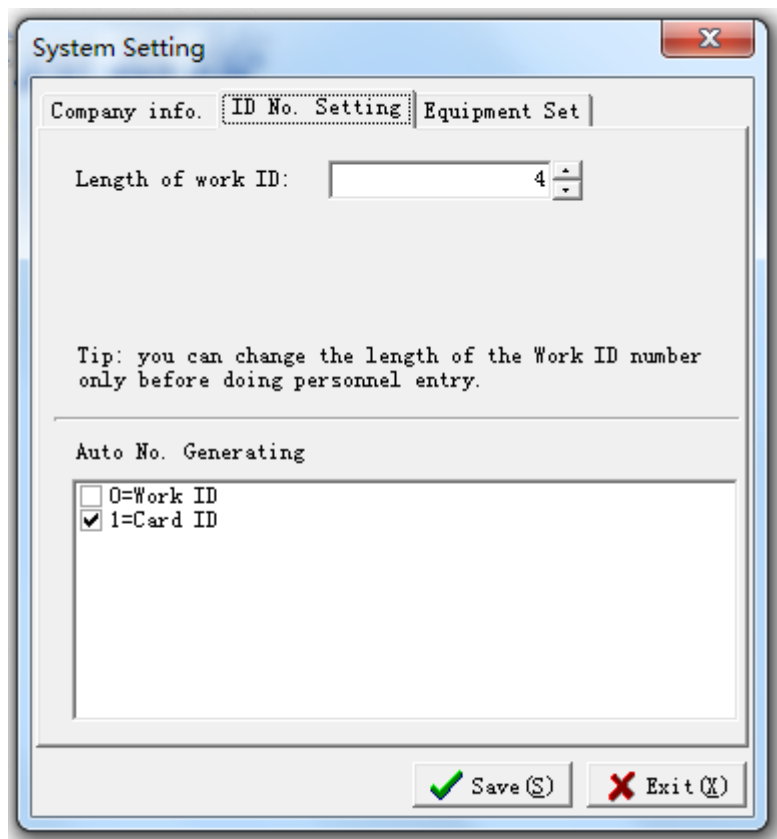 System Setting
Company info. ID No. Setting Equipment Set
Length of work ID: 4
Tip: you can change the length of the Work ID number
only before doing personnel entry.
Auto No. Generating
0=Work ID
1=Card ID
Save(S) Exit(X)